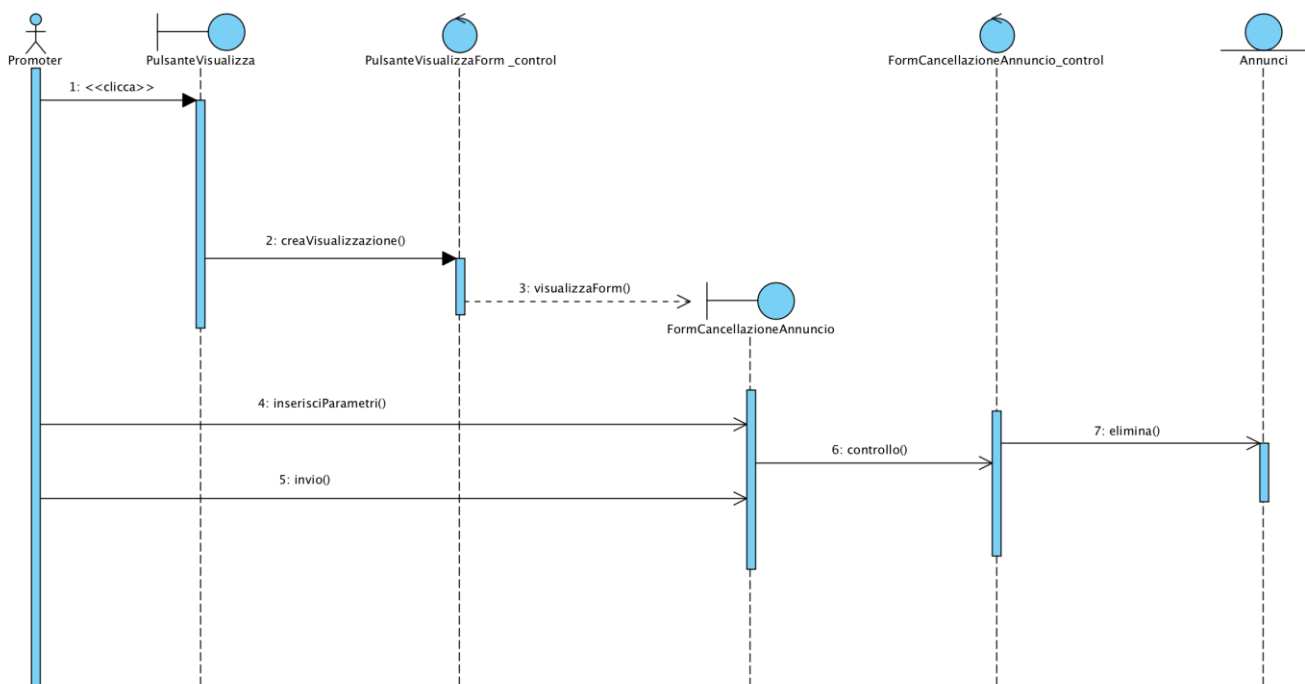 Promoter
PulsanteVisualizza
PulsanteVisualizzaForm _control
FormCancellazioneAnnuncio_control
Annunci
1: <<clicca>>
2: creaVisualizzazione()
3: visualizzaForm()
FormCancellazioneAnnuncio
4: inserisciParametri()
7: elimina()
6: controllo()
5: invio()